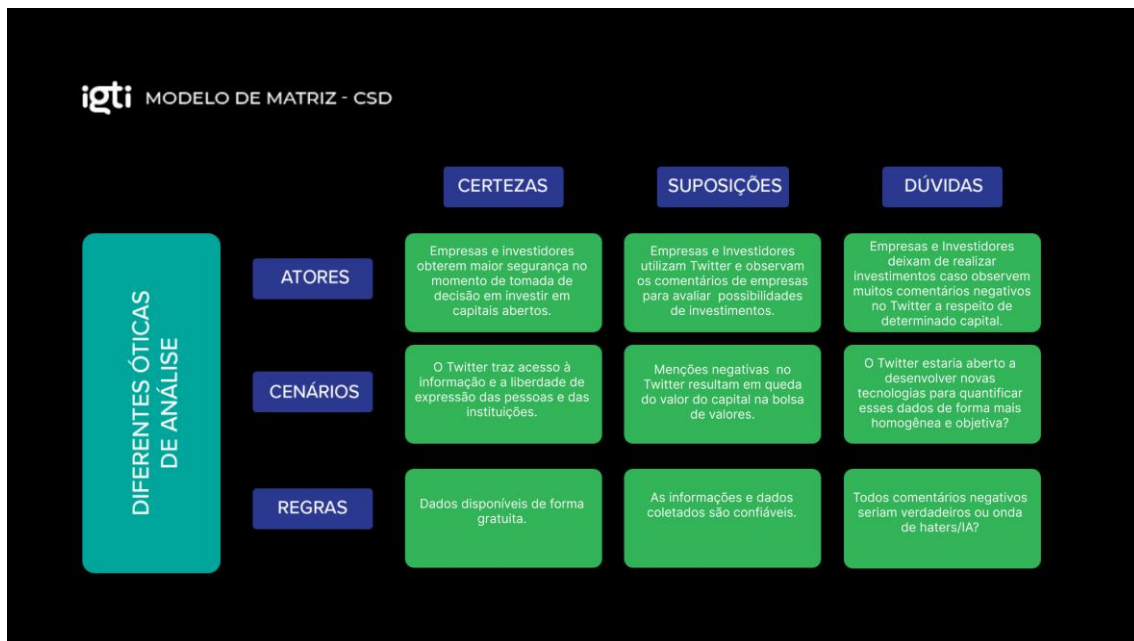 igti MODELO DE MATRIZ - CSD
CERTEZAS
SUPOSIÇÕES
DÚVIDAS
DIFERENTES ÓTICAS
DE ANÁLISE
ATORES
Empresas e investidores
obterem maior segurança no
momento de tomada de
decisão em investir em
capitais abertos.
Empresas e Investidores
utilizam Twitter e observam
os comentários de empresas
para avaliar possibilidades
de investimentos.
Empresas e Investidores
deixam de realizar
investimentos caso observem
muitos comentários negativos
no Twitter a respeito de
determinado capital.
CENÁRIOS
O Twitter traz acesso à
informação e a liberdade de
expressão das pessoas e das
instituições.
Menções negativas no
Twitter resultam em queda
do valor do capital na bolsa
de valores.
O Twitter estaria aberto a
desenvolver novas
tecnologias para quantificar
esses dados de forma mais
homogênea e objetiva?
REGRAS
Dados disponíveis de forma
gratuita.
As informações e dados
coletados são confiáveis.
Todos comentários negativos
seriam verdadeiros ou onda
de haters/IA?